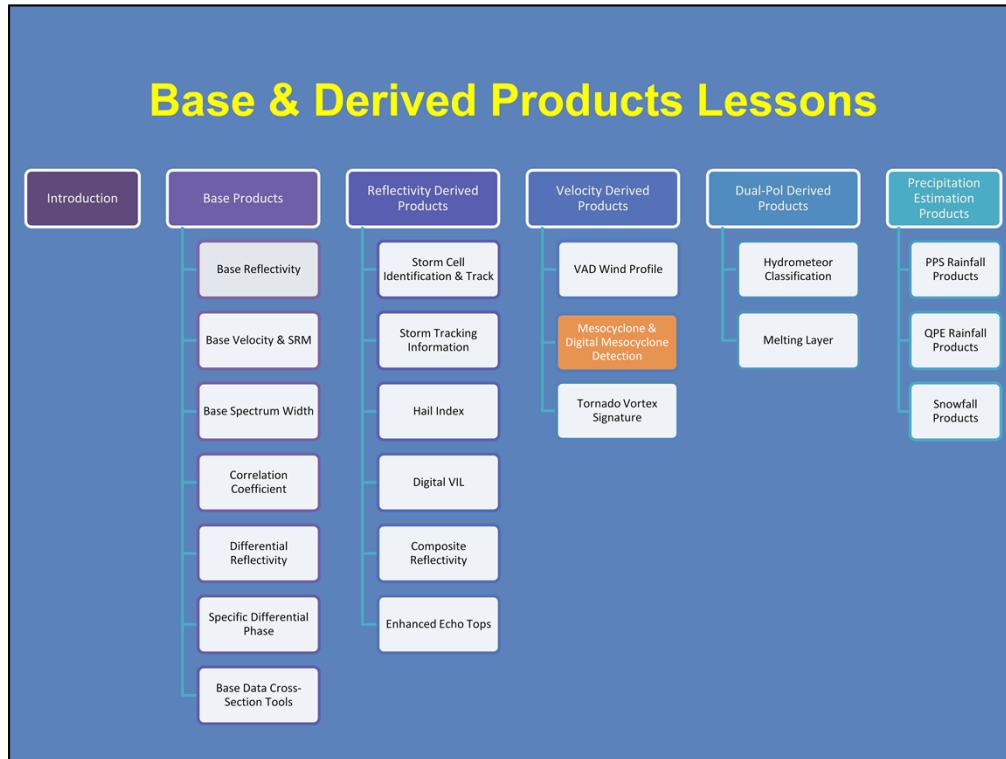 Base & Derived Products Lessons
Introduction
Base Products
Base Reflectivity
Base Velocity & SRM
Base Spectrum Width
Correlation
Coefficient
Differential
Reflectivity
Specific Differential
Phase
Base Data Cross-
Section Tools
Reflectivity Derived
Products
Storm Cell
Identification & Track
Storm Tracking
Information
Hail Index
Digital VIL
Composite
Reflectivity
Enhanced Echo Tops
Velocity Derived
Products
VAD Wind Profile
Mesocyclone &
Digital Mesocyclone
Detection
Tornado Vortex
Signature
Dual-Pol Derived
Products
Hydrometeor
Classification
Melting Layer
Precipitation
Estimation
Products
PPS Rainfall
Products
QPE Rainfall
Products
Snowfall
Products